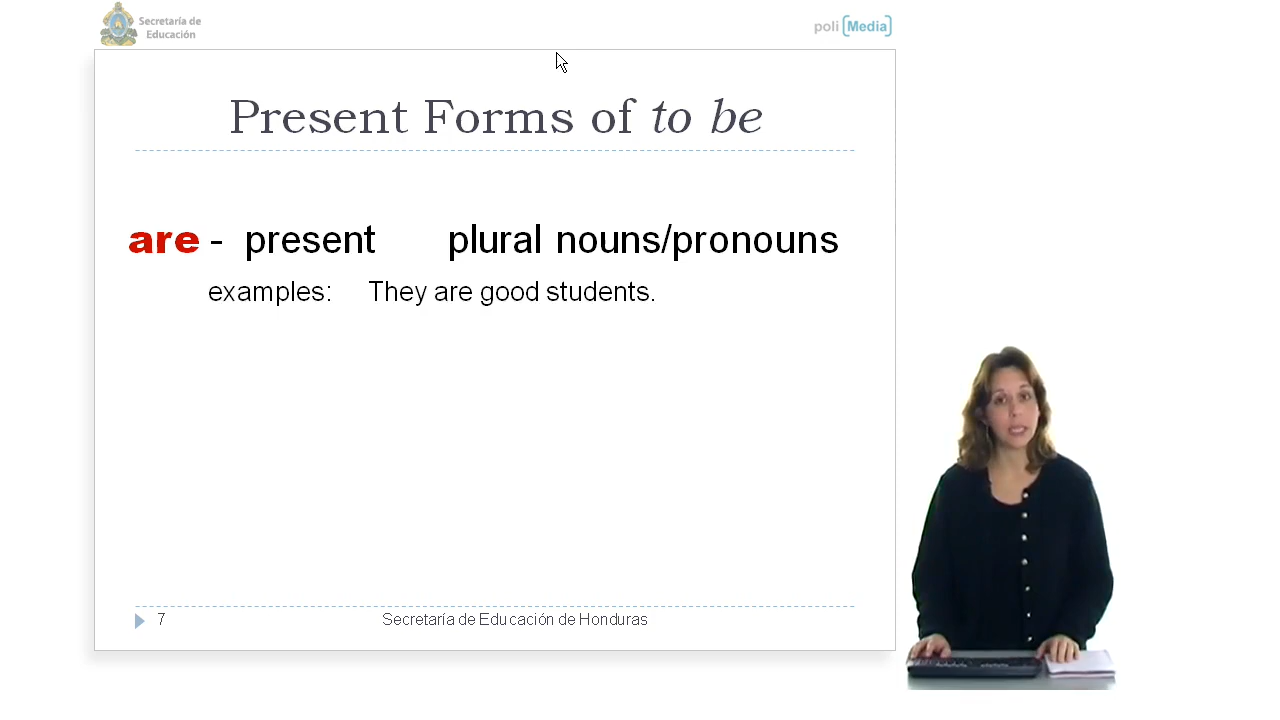 Secretaría de
Educación
poli [Media]
Present Forms of to be
are - present plural nouns/pronouns
examples: They are good students.
7 Secretaría de Educación de Honduras